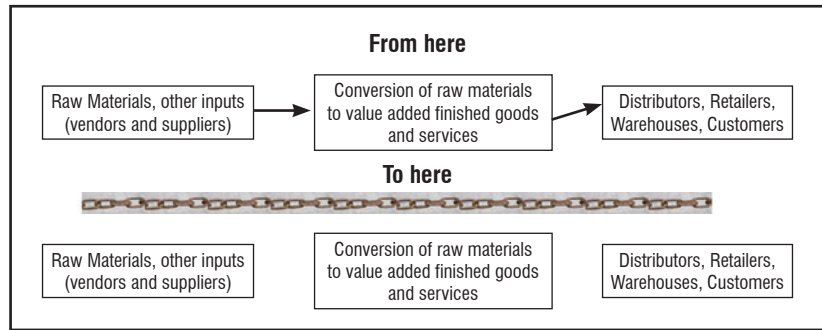 From here
Raw Materials, other inputs
(vendors and suppliers)
Conversion of raw materials
to value added finished goods
and services
Distributors, Retailers,
Warehouses, Customers
To here
Raw Materials, other inputs
(vendors and suppliers)
Conversion of raw materials
to value added finished goods
and services
Distributors, Retailers,
Warehouses, Customers